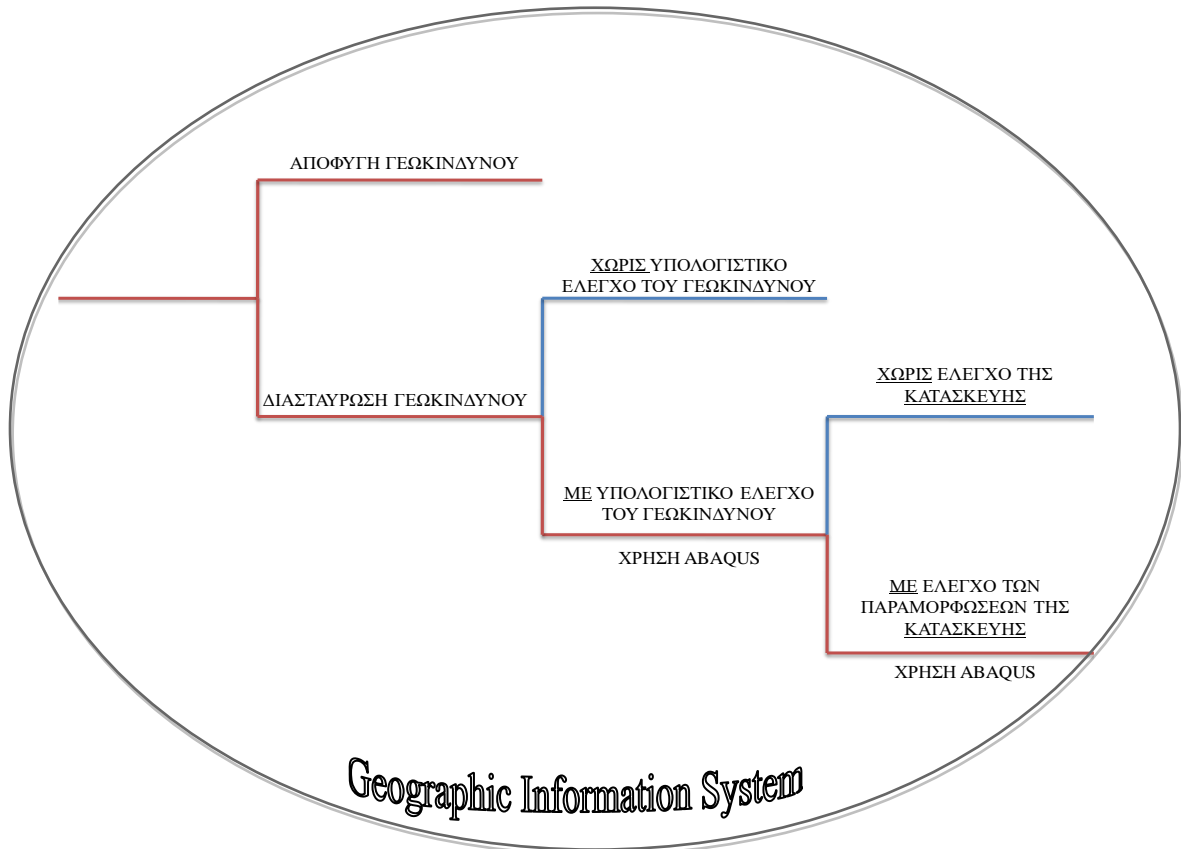 ΑΠΟΦΥΓΗ ΓΕΩΚΙΝΔΥΝΟΥ
ΧΩΡΙΣ ΥΠΟΛΟΓΙΣΤΙΚΟ
ΕΛΕΓΧΟ ΤΟΥ ΓΕΩΚΙΝΔΥΝΟΥ
ΔΙΑΣΤΑΥΡΩΣΗ ΓΕΩΚΙΝΔΥΝΟΥ
ΧΩΡΙΣ ΕΛΕΓΧΟ ΤΗΣ
ΚΑΤΑΣΚΕΥΗΣ
ΜΕ ΥΠΟΛΟΓΙΣΤΙΚΟ ΕΛΕΓΧΟ
ΤΟΥ ΓΕΩΚΙΝΔΥΝΟΥ
ΧΡΗΣΗ ABAQUS
ΜΕ ΕΛΕΓΧΟ ΤΩΝ
ΠΑΡΑΜΟΡΦΩΣΕΩΝ ΤΗΣ
ΚΑΤΑΣΚΕΥΗΣ
ΧΡΗΣΗ ABAQUS
Geographic Information System